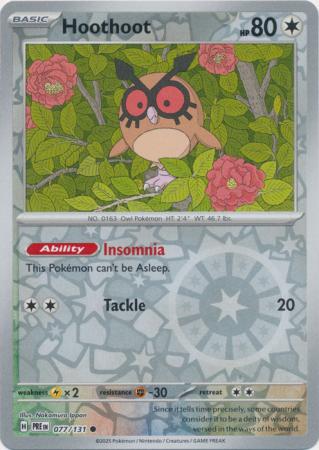 BASIC
Hoothoot
HP 80
NO. 0163 Owl Pokémon HT: 2'4" WT: 46.7 lbs.
Ability Insomnia
This Pokémon can't be Asleep.
Tackle 20
weakness ×2 resistance -30 retreat
Illus. Nakamura Ippan
H PRE EN 077/131
Since it tells time precisely, some countries
consider it to be a deity of wisdom,
versed in the ways of the world.
©2025 Pokémon / Nintendo / Creatures / GAME FREAK